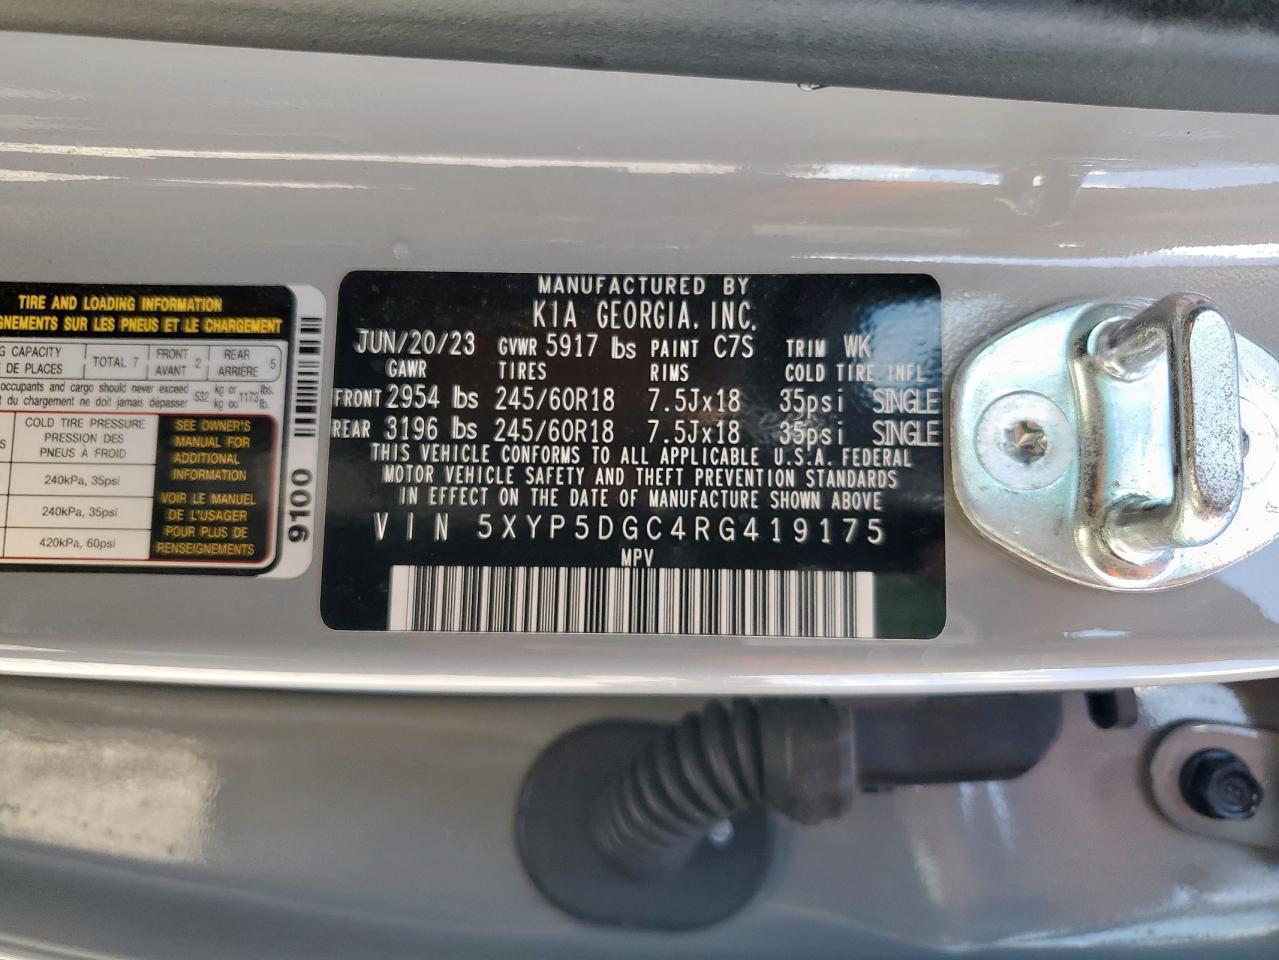 TIRE AND LOADING INFORMATION
GNEMENTS SUR LES PNEUS ET LE CHARGEMENT
G CAPACITY TOTAL 7 FRONT 2 REAR 5
DE PLACES AVANT ARRIÈRE
occupants and cargo should never exceed 532 kg or 1173 lbs.
du chargement ne doit jamais dépasser kg ou lb.
COLD TIRE PRESSURE
PRESSION DES
PNEUS À FROID
240kPa, 35psi
240kPa, 35psi
420kPa, 60psi
SEE OWNER'S
MANUAL FOR
ADDITIONAL
INFORMATION
VOIR LE MANUEL
DE L'USAGER
POUR PLUS DE
RENSEIGNEMENTS
9100
MANUFACTURED BY
KIA GEORGIA, INC.
JUN/20/23 GVWR 5917 lbs PAINT C7S TRIM WK
GAWR TIRES RIMS COLD TIRE INFL
FRONT 2954 lbs 245/60R18 7.5Jx18 35psi SINGLE
REAR 3196 lbs 245/60R18 7.5Jx18 35psi SINGLE
THIS VEHICLE CONFORMS TO ALL APPLICABLE U.S.A. FEDERAL
MOTOR VEHICLE SAFETY AND THEFT PREVENTION STANDARDS
IN EFFECT ON THE DATE OF MANUFACTURE SHOWN ABOVE
VIN 5XYP5DGC4RG419175
MPV